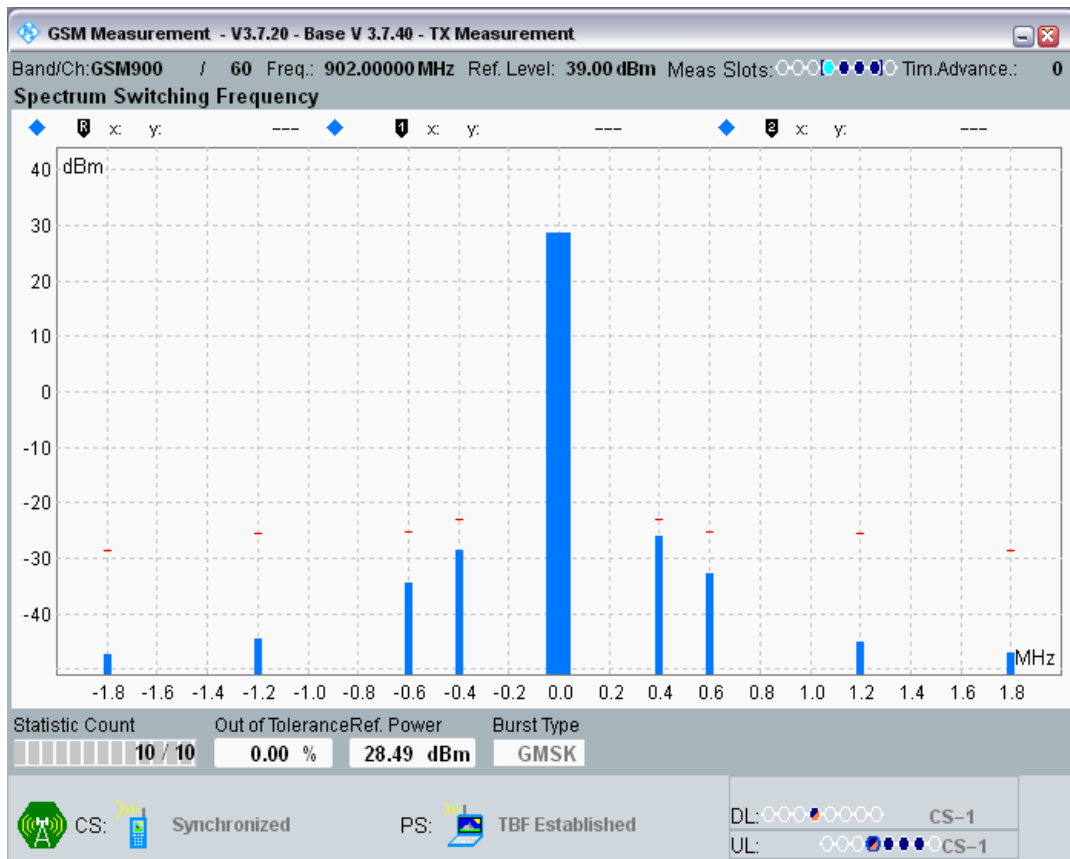 GSM Measurement - V3.7.20 - Base V 3.7.40 - TX Measurement
Band/Ch:GSM900 / 60 Freq.: 902.00000 MHz Ref. Level: 39.00 dBm Meas Slots: Tim.Advance.: 0
Spectrum Switching Frequency
R x: y: --- 1 x: y: --- 2 x: y: ---
dBm
40
30
20
10
0
-10
-20
-30
-40
MHz
-1.8 -1.6 -1.4 -1.2 -1.0 -0.8 -0.6 -0.4 -0.2 0.0 0.2 0.4 0.6 0.8 1.0 1.2 1.4 1.6 1.8
Statistic Count Out of Tolerance Ref. Power Burst Type
10 / 10 0.00 % 28.49 dBm GMSK
CS: Synchronized PS: TBF Established
DL: CS-1
UL: CS-1